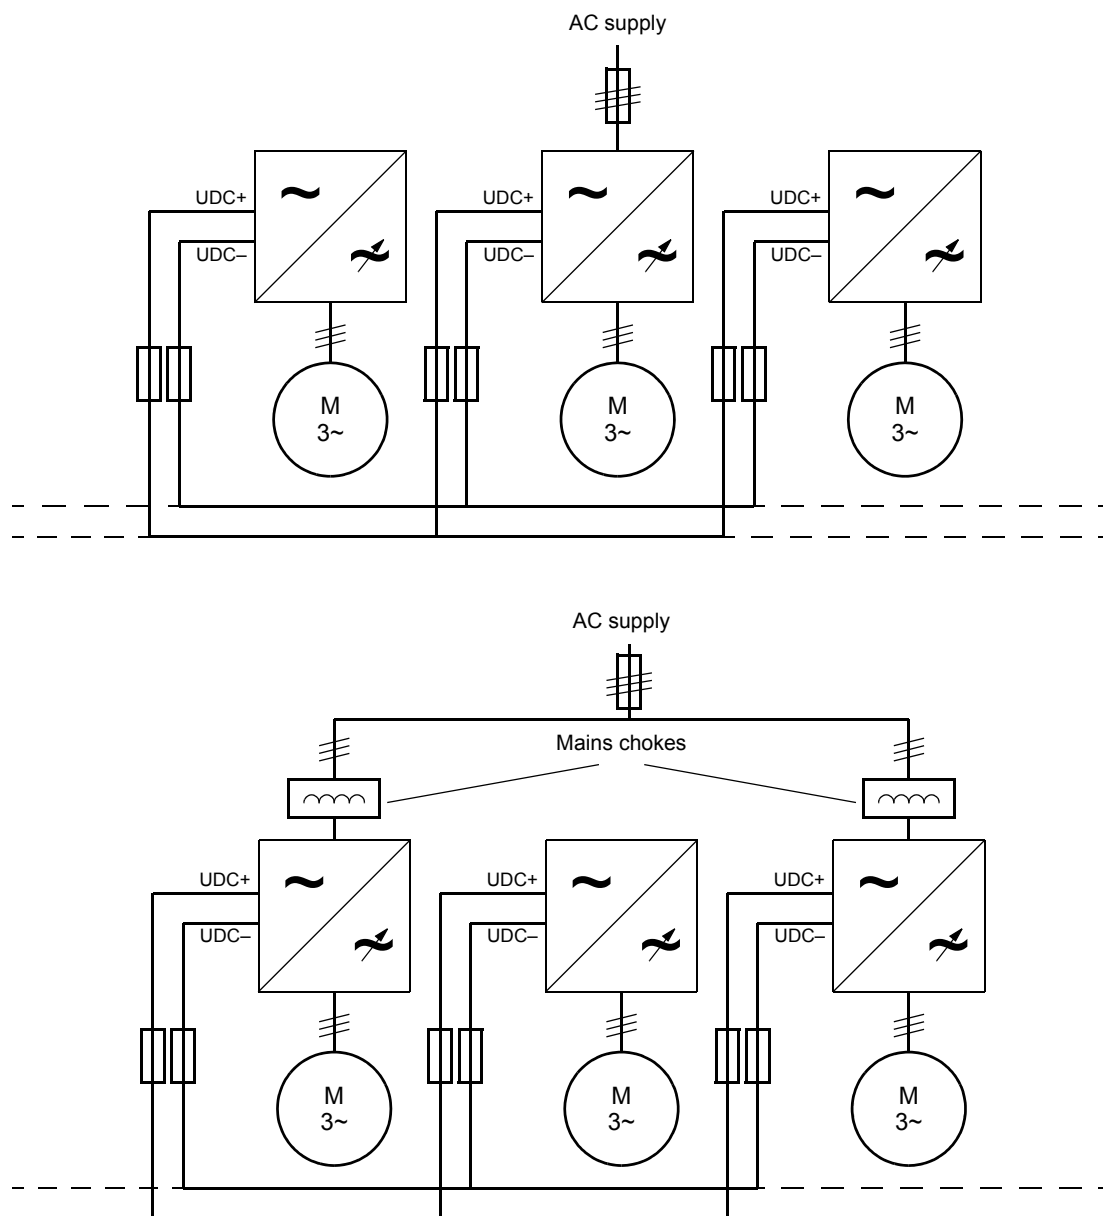 AC supply
UDC+
UDC+
UDC+
UDC–
UDC–
UDC–
M
3~
M
3~
M
3~
AC supply
Mains chokes
UDC+
UDC+
UDC+
UDC–
UDC–
UDC–
M
3~
M
3~
M
3~